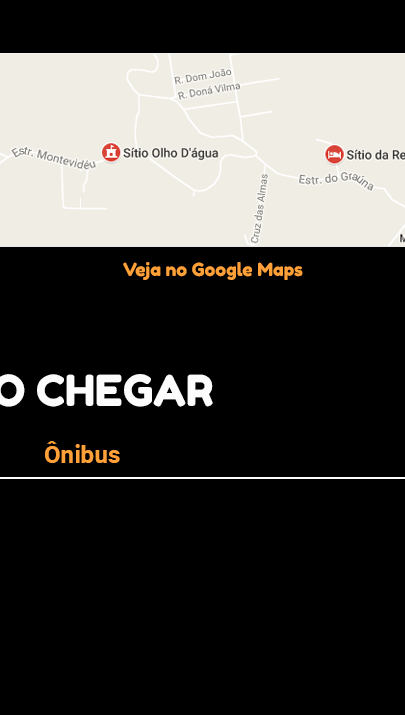 R. Dom João
R. Doná Vilma
Estr. Montevidéu
Sítio Olho D'água
Sítio da Re
Estr. do Graúna
Cruz das Almas
M
Veja no Google Maps
O CHEGAR
Ônibus